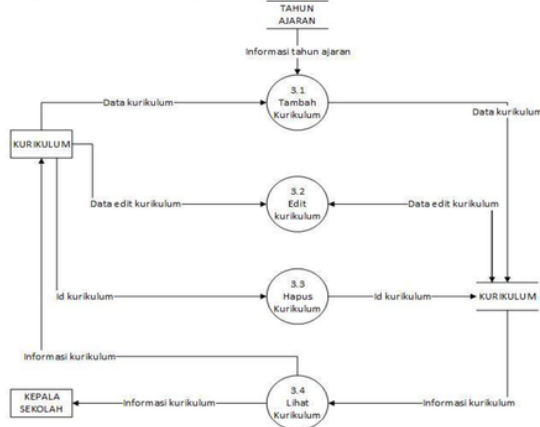 TAHUN
AJARAN
Informasi tahun ajaran
3.1
Tambah
Kurikulum
Data kurikulum
Data kurikulum
KURIKULUM
3.2
Edit
kurikulum
Data edit kurikulum
Data edit kurikulum
3.3
Hapus
Kurikulum
Id kurikulum
Id kurikulum
KURIKULUM
Informasi kurikulum
3.4
Lihat
Kurikulum
KEPALA
SEKOLAH
Informasi kurikulum
Informasi kurikulum